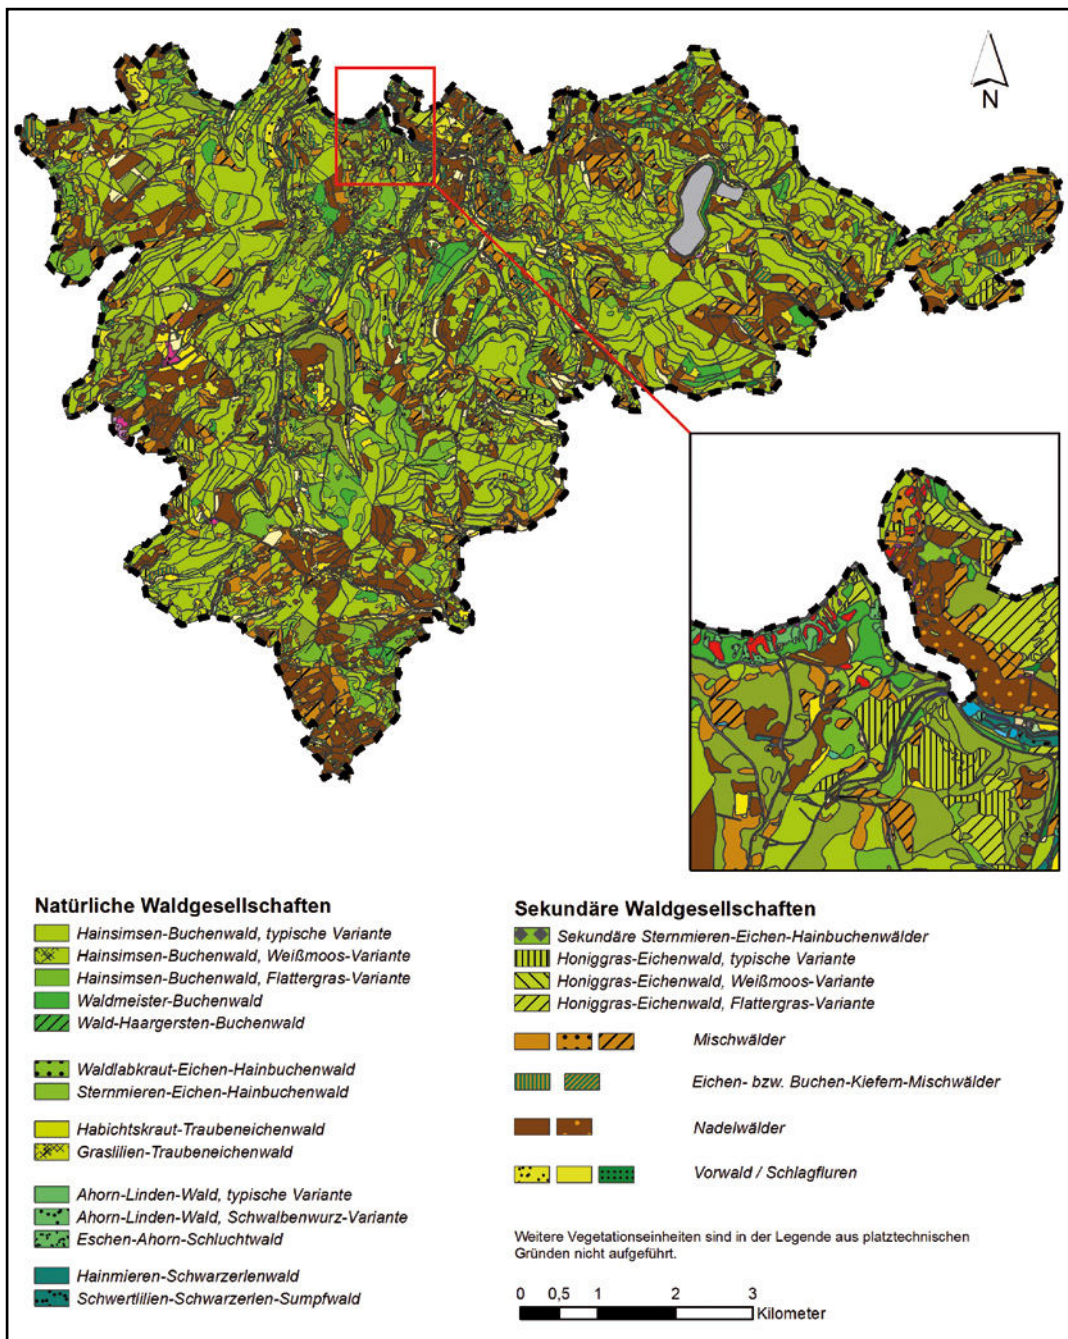 N
Natürliche Waldgesellschaften
Hainsimsen-Buchenwald, typische Variante
Hainsimsen-Buchenwald, Weißmoos-Variante
Hainsimsen-Buchenwald, Flattergras-Variante
Waldmeister-Buchenwald
Wald-Haargersten-Buchenwald
Waldlabkraut-Eichen-Hainbuchenwald
Sternmieren-Eichen-Hainbuchenwald
Habichtskraut-Traubeneichenwald
Graslilien-Traubeneichenwald
Ahorn-Linden-Wald, typische Variante
Ahorn-Linden-Wald, Schwalbenwurz-Variante
Eschen-Ahorn-Schluchtwald
Hainmieren-Schwarzerlenwald
Schwertlilien-Schwarzerlen-Sumpfwald
Sekundäre Waldgesellschaften
Sekundäre Sternmieren-Eichen-Hainbuchenwälder
Honiggras-Eichenwald, typische Variante
Honiggras-Eichenwald, Weißmoos-Variante
Honiggras-Eichenwald, Flattergras-Variante
Mischwälder
Eichen- bzw. Buchen-Kiefern-Mischwälder
Nadelwälder
Vorwald / Schlagfluren
Weitere Vegetationseinheiten sind in der Legende aus platztechnischen
Gründen nicht aufgeführt.
0 0,5 1 2 3
Kilometer